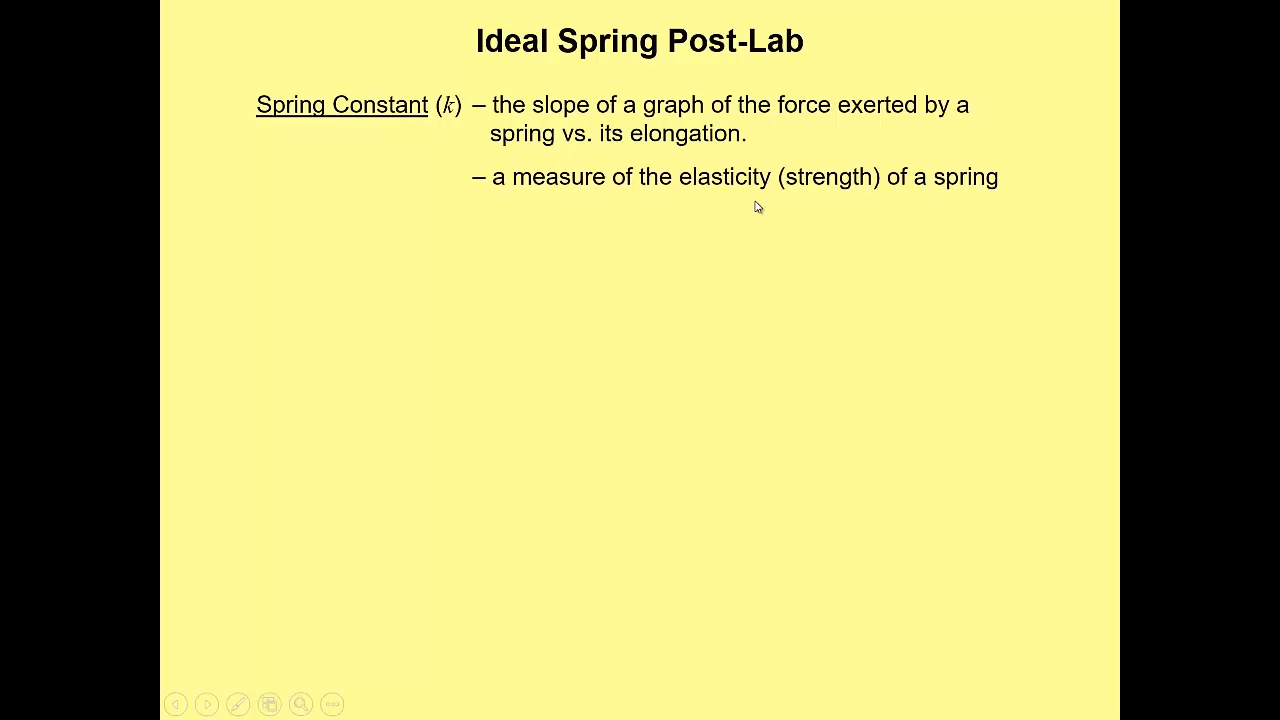 Ideal Spring Post-Lab
Spring Constant (k) – the slope of a graph of the force exerted by a
spring vs. its elongation.
– a measure of the elasticity (strength) of a spring